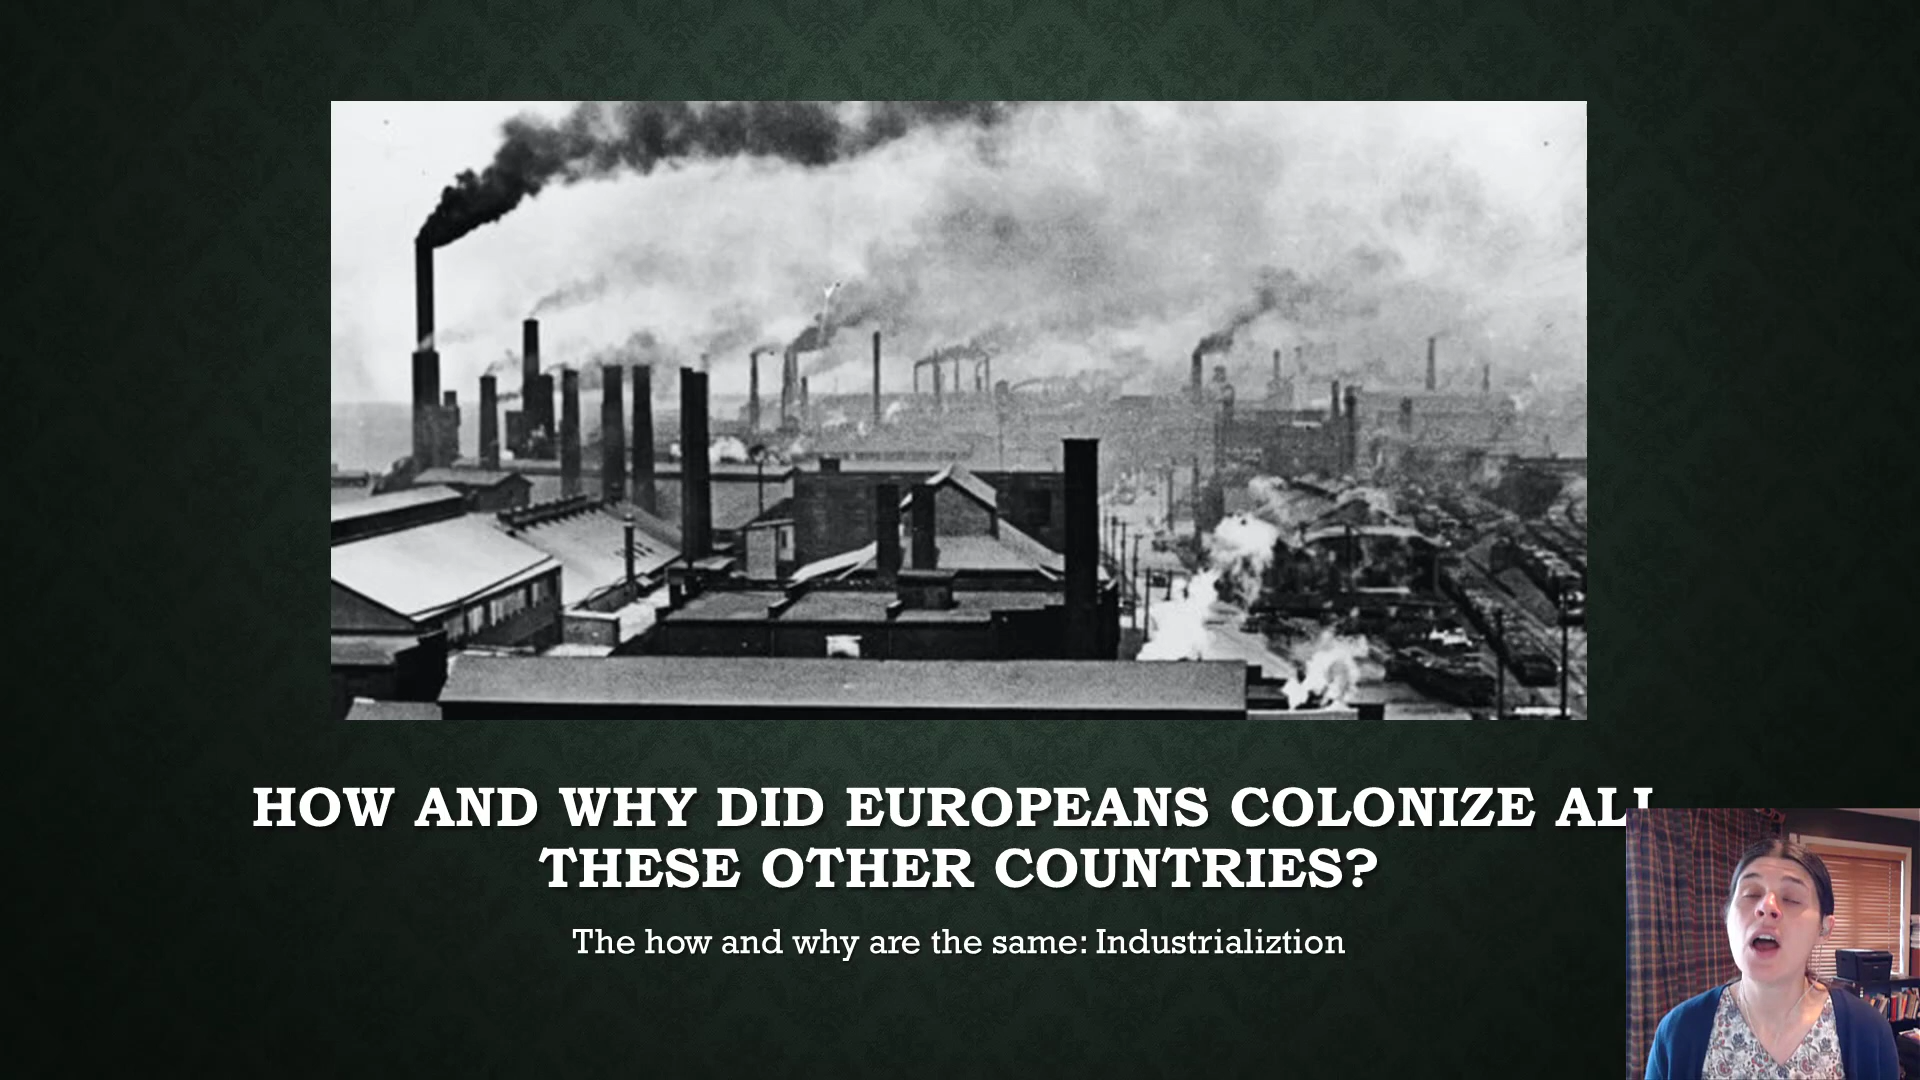 HOW AND WHY DID EUROPEANS COLONIZE ALL
THESE OTHER COUNTRIES?
The how and why are the same: Industrializtion